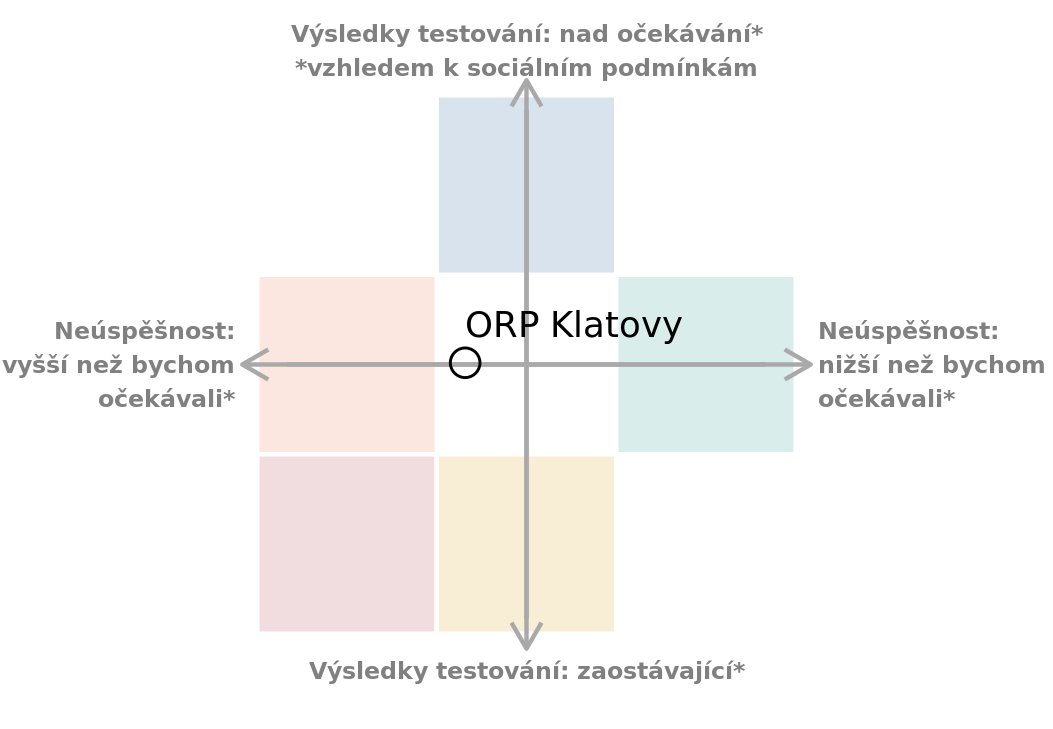 Výsledky testování: nad očekávání*
*vzhledem k sociálním podmínkám
ORP Klatovy
Neúspěšnost:
vyšší než bychom
očekávali*
Neúspěšnost:
nižší než bychom
očekávali*
Výsledky testování: zaostávající*